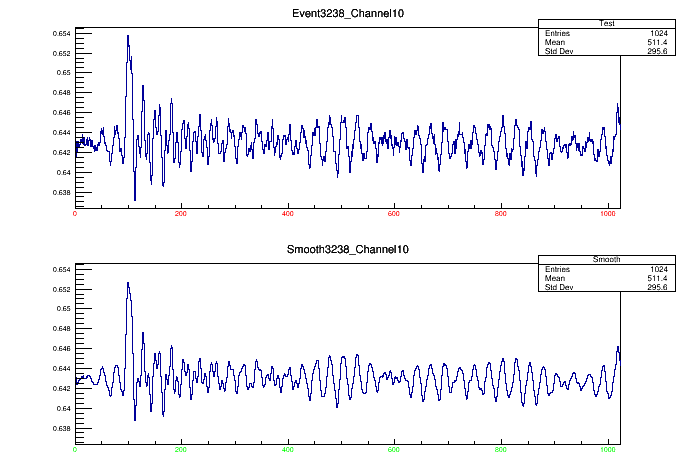 Event3238_Channel10
Test
Entries 1024
Mean 511.4
Std Dev 295.6
0.654
0.652
0.65
0.648
0.646
0.644
0.642
0.64
0.638
0 200 400 600 800 1000
Smooth3238_Channel10
Smooth
Entries 1024
Mean 511.4
Std Dev 295.6
0.654
0.652
0.65
0.648
0.646
0.644
0.642
0.64
0.638
0 200 400 600 800 1000